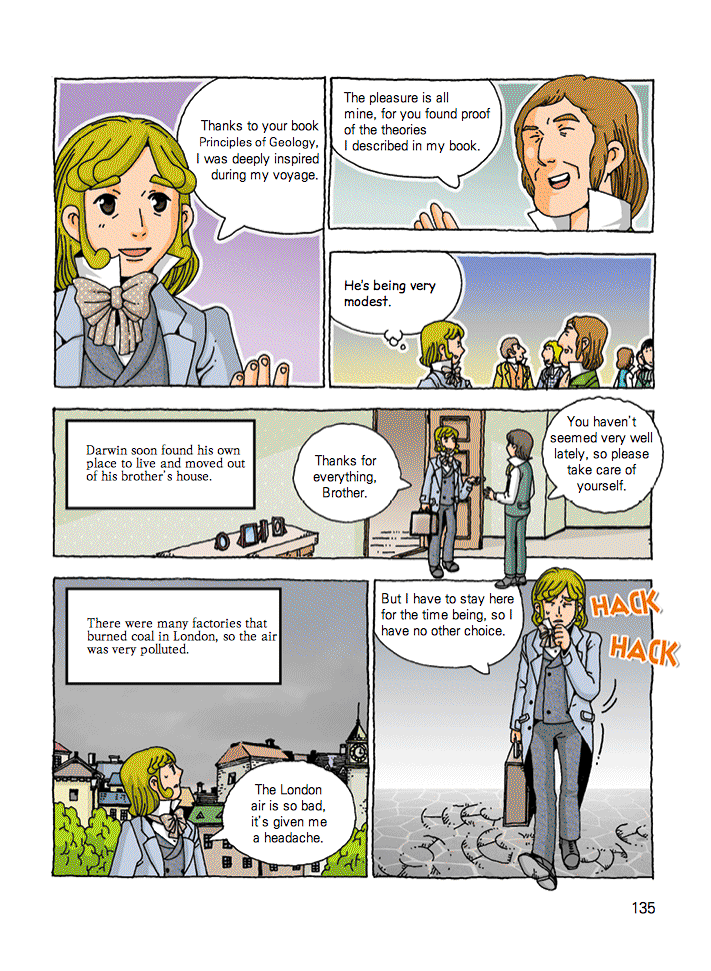 Thanks to your book
Principles of Geology,
I was deeply inspired
during my voyage.
The pleasure is all
mine, for you found proof
of the theories
I described in my book.
He's being very
modest.
Darwin soon found his own
place to live and moved out
of his brother's house.
Thanks for
everything,
Brother.
You haven't
seemed very well
lately, so please
take care of
yourself.
There were many factories that
burned coal in London, so the air
was very polluted.
The London
air is so bad,
it's given me
a headache.
But I have to stay here
for the time being, so I
have no other choice.
HACK
HACK
135